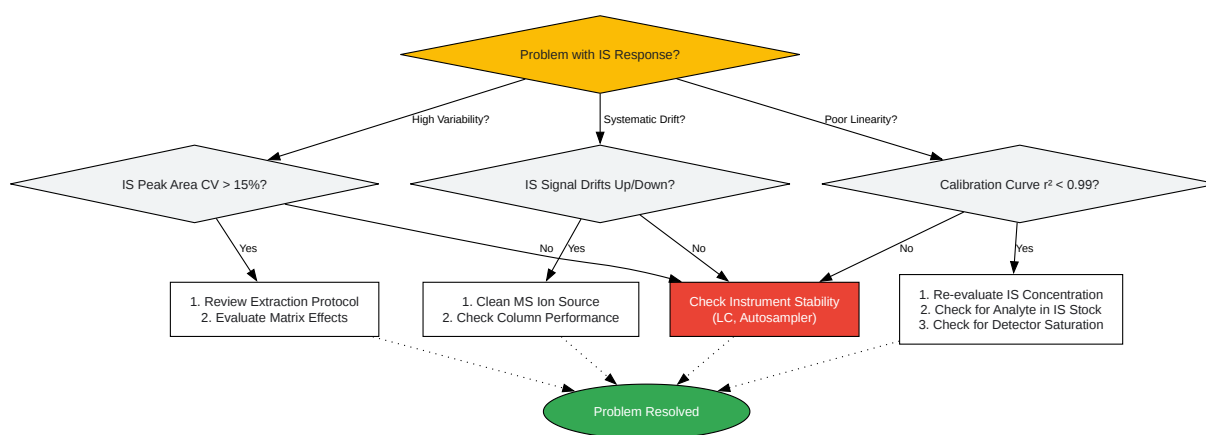 Problem with IS Response?
High Variability?
Systematic Drift?
Poor Linearity?
IS Peak Area CV > 15%?
IS Signal Drifts Up/Down?
Calibration Curve r² < 0.99?
Yes
No
Yes
No
No
Yes
1. Review Extraction Protocol
2. Evaluate Matrix Effects
1. Clean MS Ion Source
2. Check Column Performance
Check Instrument Stability
(LC, Autosampler)
1. Re-evaluate IS Concentration
2. Check for Analyte in IS Stock
3. Check for Detector Saturation
Problem Resolved